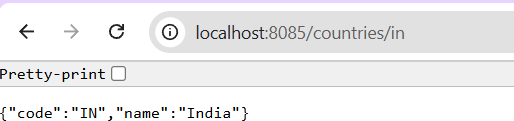 localhost:8085/countries/in
Pretty-print
{"code":"IN","name":"India"}